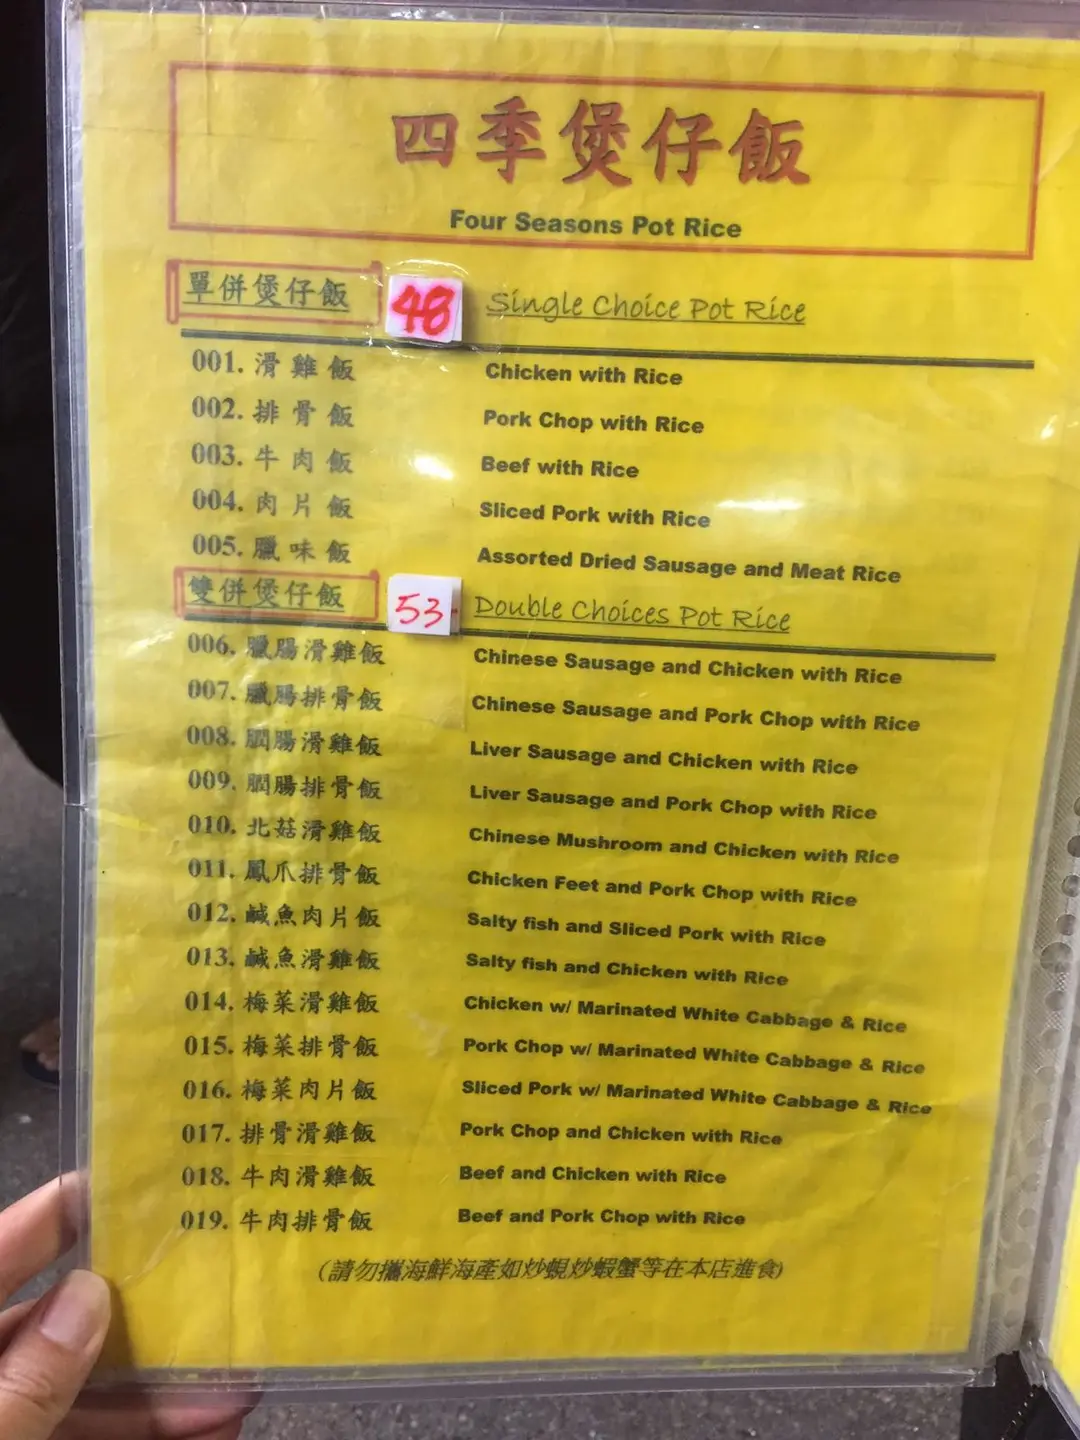 四季煲仔飯
Four Seasons Pot Rice
單併煲仔飯 48 Single Choice Pot Rice
001. 滑雞飯 Chicken with Rice
002. 排骨飯 Pork Chop with Rice
003. 牛肉飯 Beef with Rice
004. 肉片飯 Sliced Pork with Rice
005. 臘味飯 Assorted Dried Sausage and Meat Rice
雙併煲仔飯 53 Double Choices Pot Rice
006. 臘腸滑雞飯 Chinese Sausage and Chicken with Rice
007. 臘腸排骨飯 Chinese Sausage and Pork Chop with Rice
008. 膶腸滑雞飯 Liver Sausage and Chicken with Rice
009. 膶腸排骨飯 Liver Sausage and Pork Chop with Rice
010. 北菇滑雞飯 Chinese Mushroom and Chicken with Rice
011. 鳳爪排骨飯 Chicken Feet and Pork Chop with Rice
012. 鹹魚肉片飯 Salty fish and Sliced Pork with Rice
013. 鹹魚滑雞飯 Salty fish and Chicken with Rice
014. 梅菜滑雞飯 Chicken w/ Marinated White Cabbage & Rice
015. 梅菜排骨飯 Pork Chop w/ Marinated White Cabbage & Rice
016. 梅菜肉片飯 Sliced Pork w/ Marinated White Cabbage & Rice
017. 排骨滑雞飯 Pork Chop and Chicken with Rice
018. 牛肉滑雞飯 Beef and Chicken with Rice
019. 牛肉排骨飯 Beef and Pork Chop with Rice
(請勿攜海鮮海產如炒蜆炒蝦蟹等在本店進食)